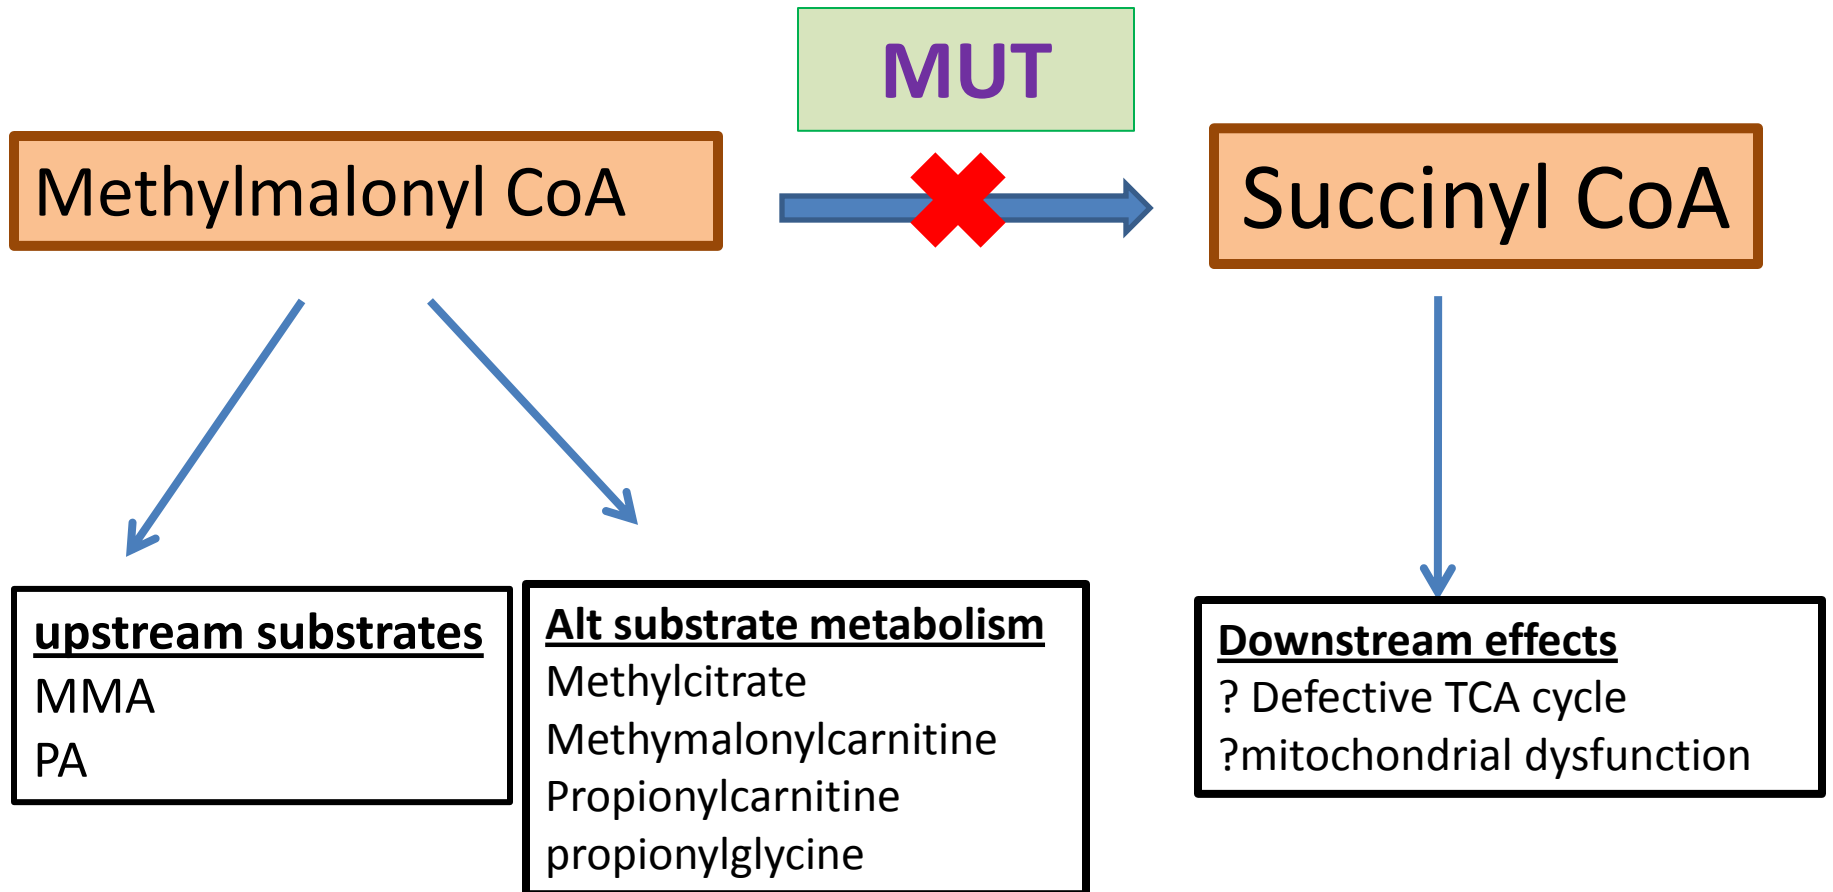 MUT
Methylmalonyl CoA
Succinyl CoA
upstream substrates
MMA
PA
Alt substrate metabolism
Methylcitrate
Methymalonylcarnitine
Propionylcarnitine
propionylglycine
Downstream effects
? Defective TCA cycle
?mitochondrial dysfunction